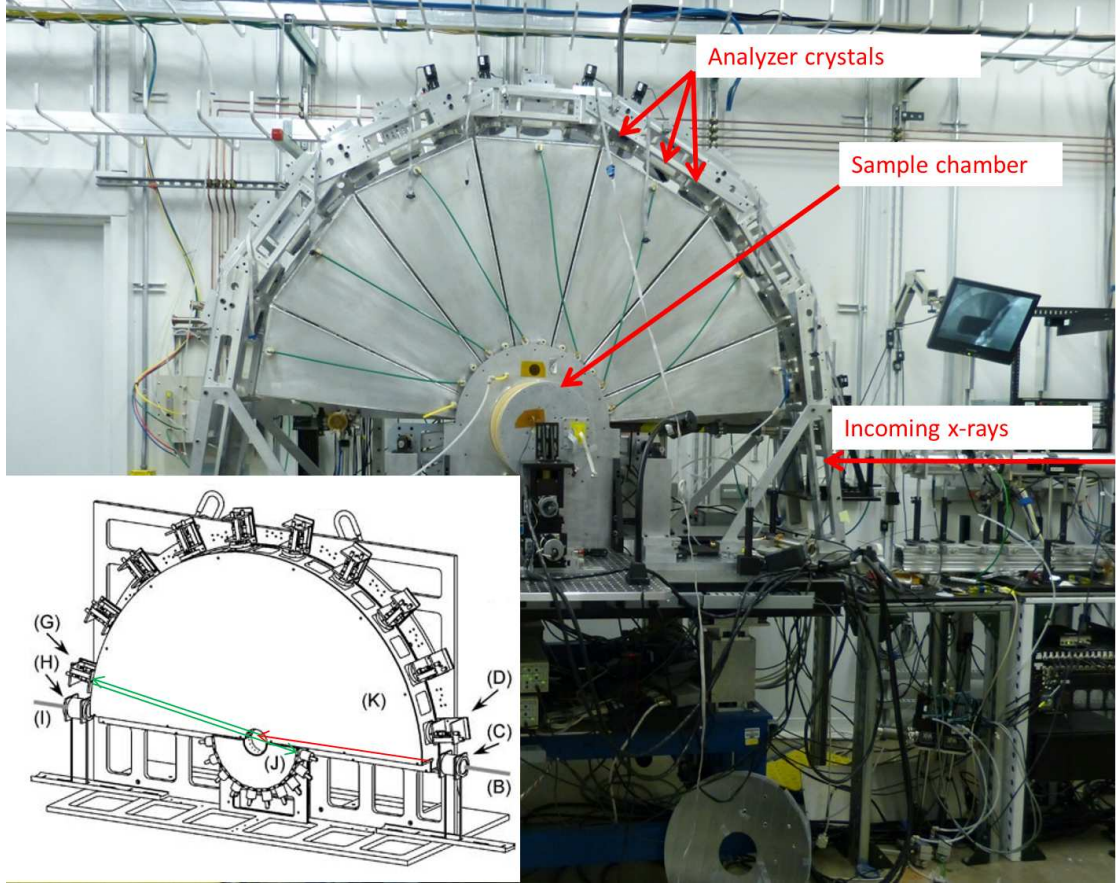 Analyzer crystals
Sample chamber
Incoming x-rays
(G)
(H)
(I)
(K)
(D)
(C)
(J)
(B)